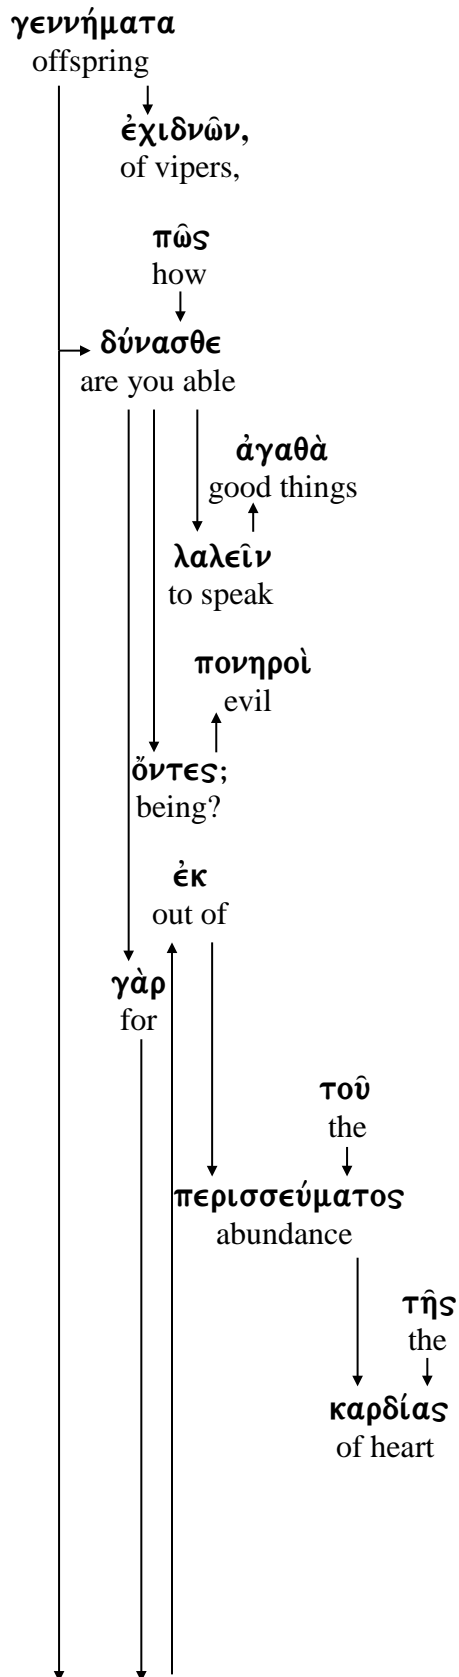 γεννήματα
offspring
ἐχιδνῶν,
of vipers,
πῶς
how
δύνασθε
are you able
ἀγαθὰ
good things
λαλεῖν
to speak
πονηροὶ
evil
ὄντες;
being?
ἐκ
out of
γὰρ
for
τοῦ
the
περισσεύματος
abundance
τῆς
the
καρδίας
of heart